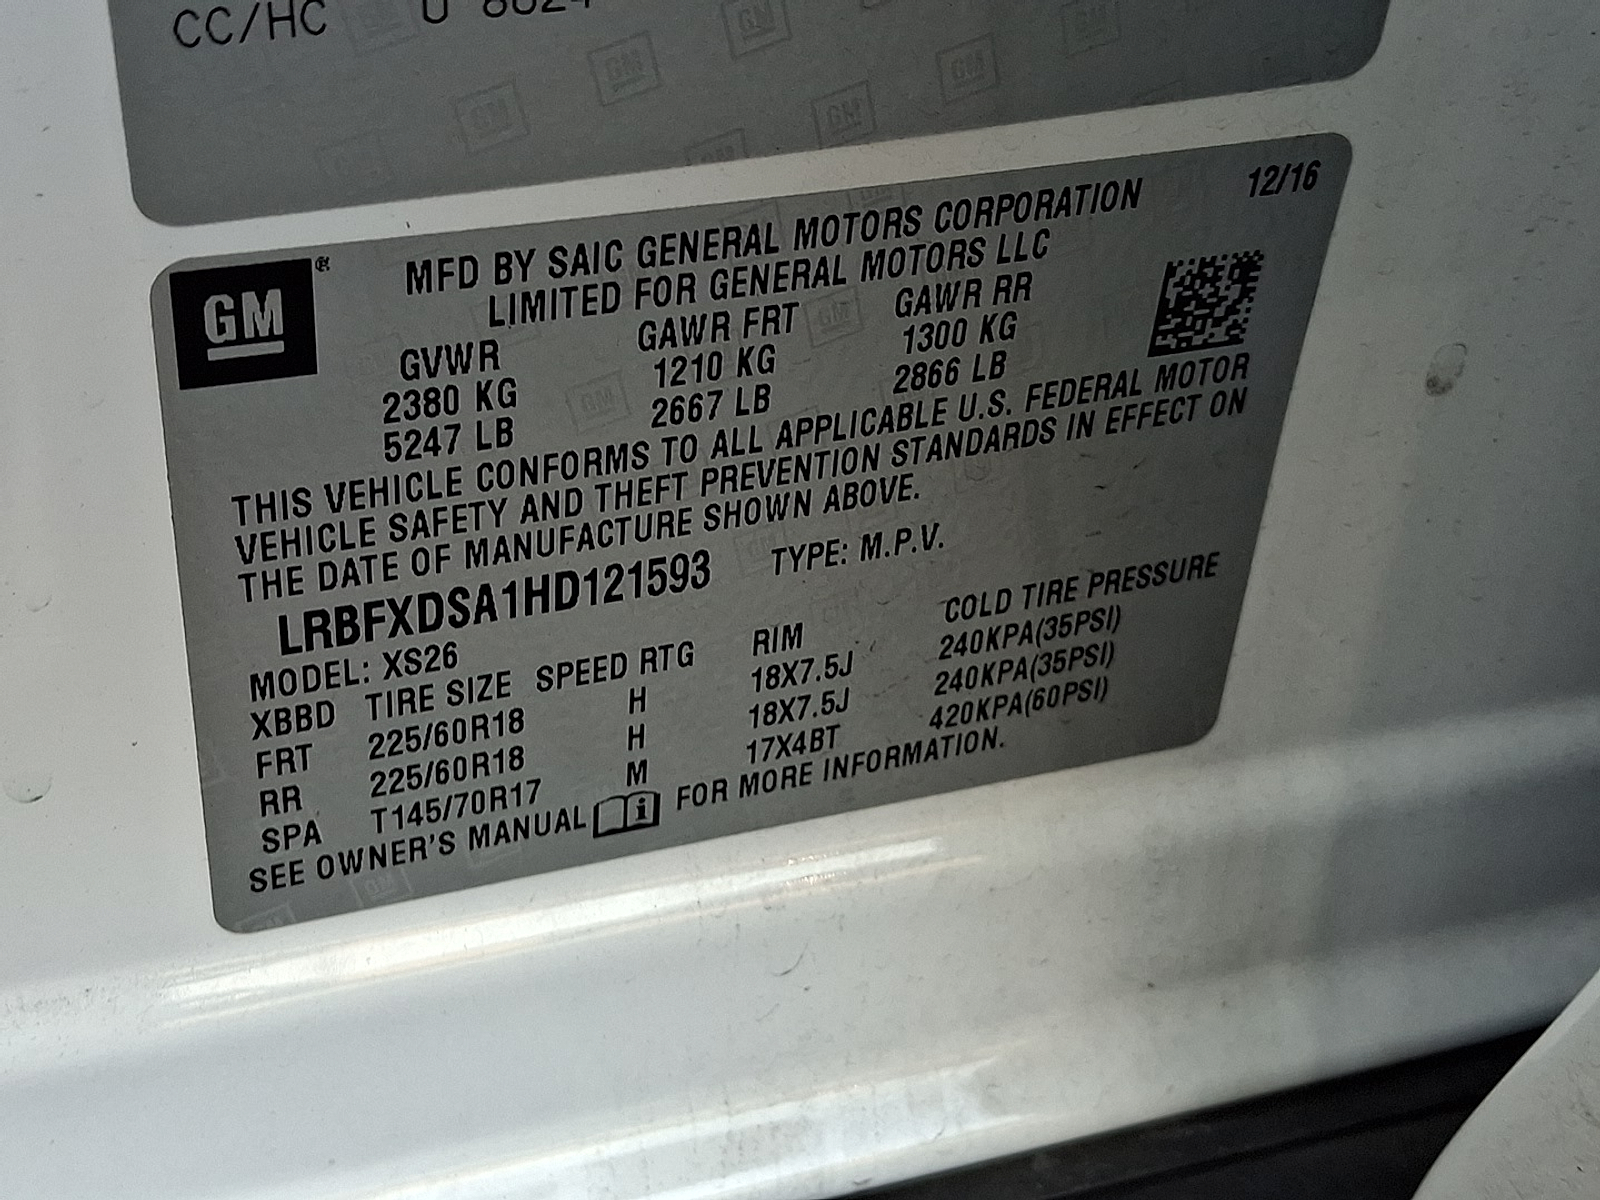 CC/HC U 8624
12/16
GM
MFD BY SAIC GENERAL MOTORS CORPORATION
LIMITED FOR GENERAL MOTORS LLC
GVWR GAWR FRT GAWR RR
2380 KG 1210 KG 1300 KG
5247 LB 2667 LB 2866 LB
THIS VEHICLE CONFORMS TO ALL APPLICABLE U.S. FEDERAL MOTOR
VEHICLE SAFETY AND THEFT PREVENTION STANDARDS IN EFFECT ON
THE DATE OF MANUFACTURE SHOWN ABOVE.
LRBFXDSA1HD121593 TYPE: M.P.V.
MODEL: XS26
XBBD TIRE SIZE SPEED RTG RIM COLD TIRE PRESSURE
FRT 225/60R18 H 18X7.5J 240KPA(35PSI)
RR 225/60R18 H 18X7.5J 240KPA(35PSI)
SPA T145/70R17 M 17X4BT 420KPA(60PSI)
SEE OWNER'S MANUAL FOR MORE INFORMATION.